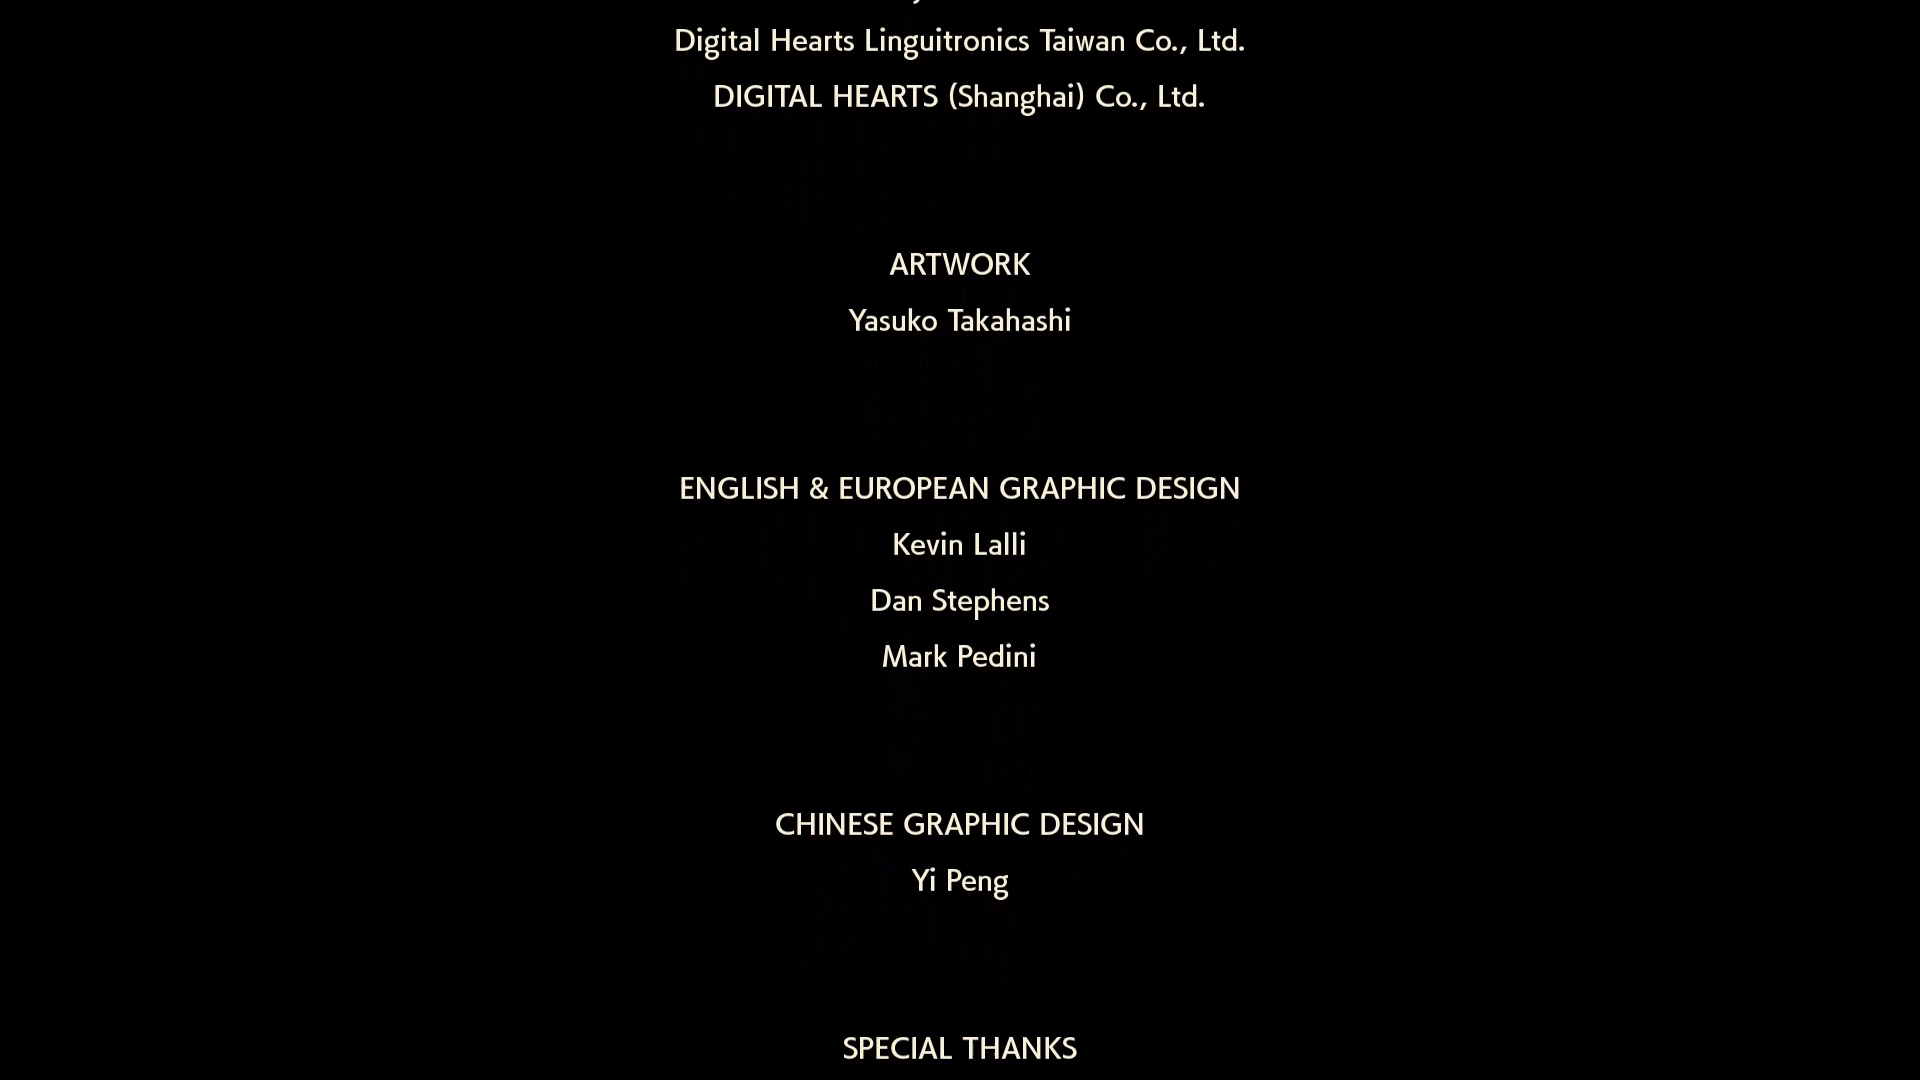 Digital Hearts Linguitronics Taiwan Co., Ltd.
DIGITAL HEARTS (Shanghai) Co., Ltd.
ARTWORK
Yasuko Takahashi
ENGLISH & EUROPEAN GRAPHIC DESIGN
Kevin Lalli
Dan Stephens
Mark Pedini
CHINESE GRAPHIC DESIGN
Yi Peng
SPECIAL THANKS